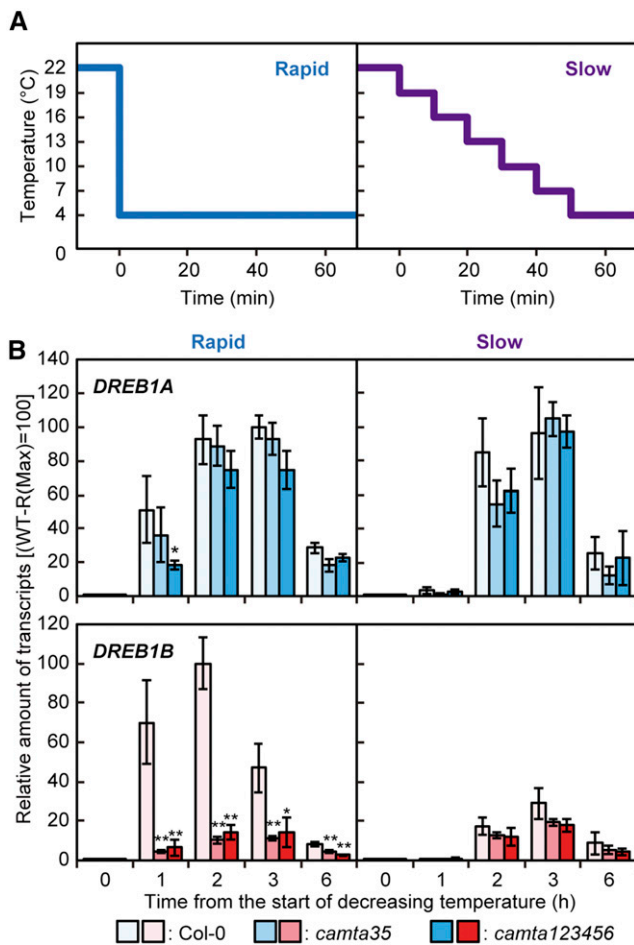 A
Temperature (°C)
22
19
16
13
10
7
4
0
Rapid
Slow
0 20 40 60
0 20 40 60
Time (min)
Time (min)
B
Rapid
Slow
Relative amount of transcripts [(WT-R(Max)=100]
DREB1A
140
120
100
80
60
40
20
0
*
DREB1B
120
100
80
60
40
20
0
** ** ** ** ** * ** **
0 1 2 3 6
0 1 2 3 6
Time from the start of decreasing temperature (h)
: Col-0
: camta35
: camta123456